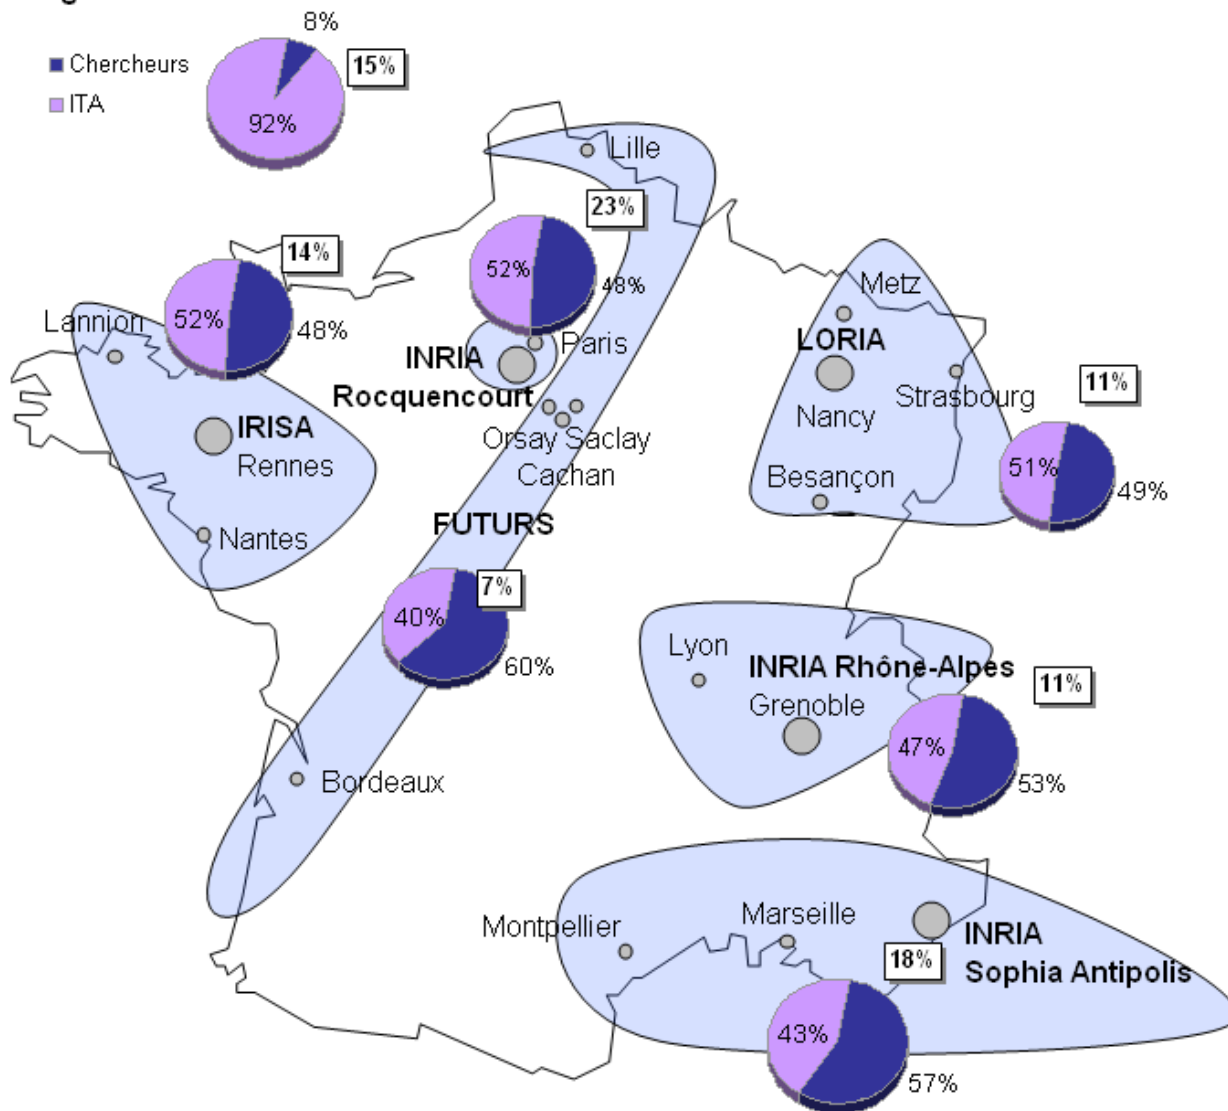 8%
Chercheurs
15%
ITA
92%
Lille
23%
14%
52%
48%
Metz
52%
48%
Lannion
Paris
LORIA
INRIA
Rocquencourt
Strasbourg
11%
Nancy
IRISA
Orsay Saclay
Rennes
Cachan
Besançon
51%
49%
FUTURS
Nantes
7%
40%
60%
Lyon
INRIA Rhône-Alpes
11%
Grenoble
47%
53%
Bordeaux
Montpellier
Marseille
INRIA
Sophia Antipolis
18%
43%
57%